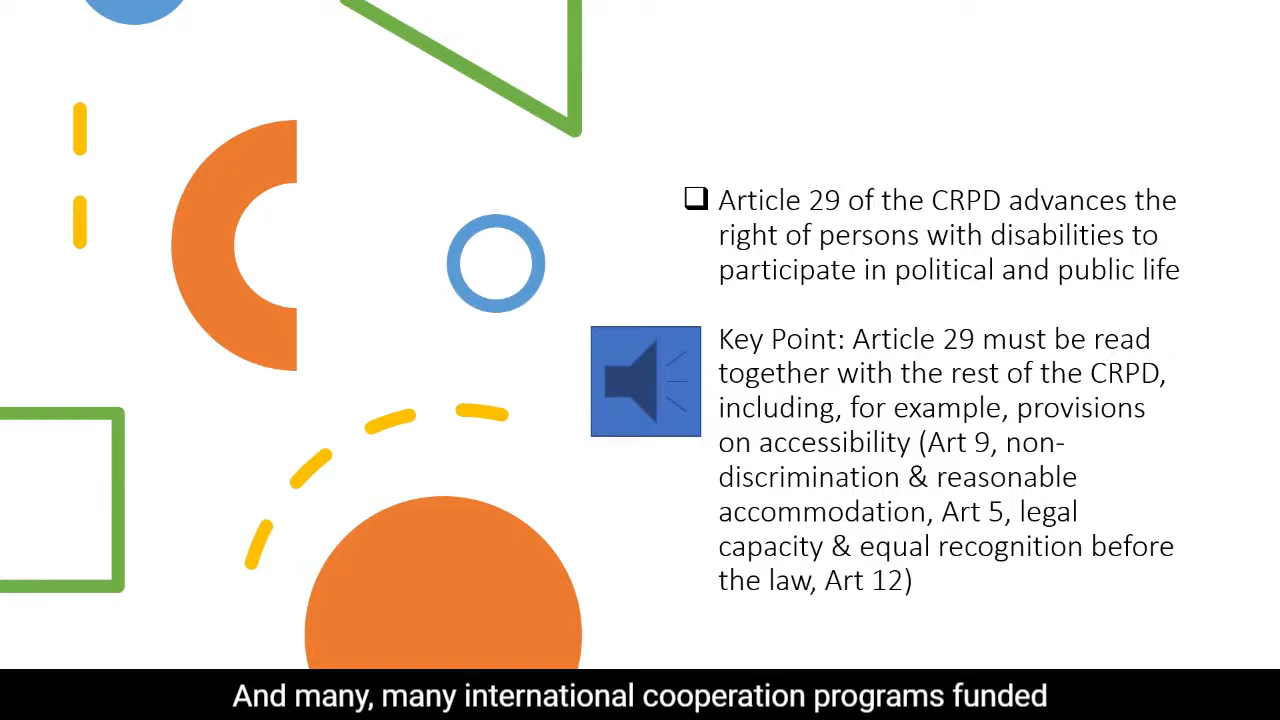 Article 29 of the CRPD advances the
right of persons with disabilities to
participate in political and public life
Key Point: Article 29 must be read
together with the rest of the CRPD,
including, for example, provisions
on accessibility (Art 9, non-
discrimination & reasonable
accommodation, Art 5, legal
capacity & equal recognition before
the law, Art 12)
And many, many international cooperation programs funded